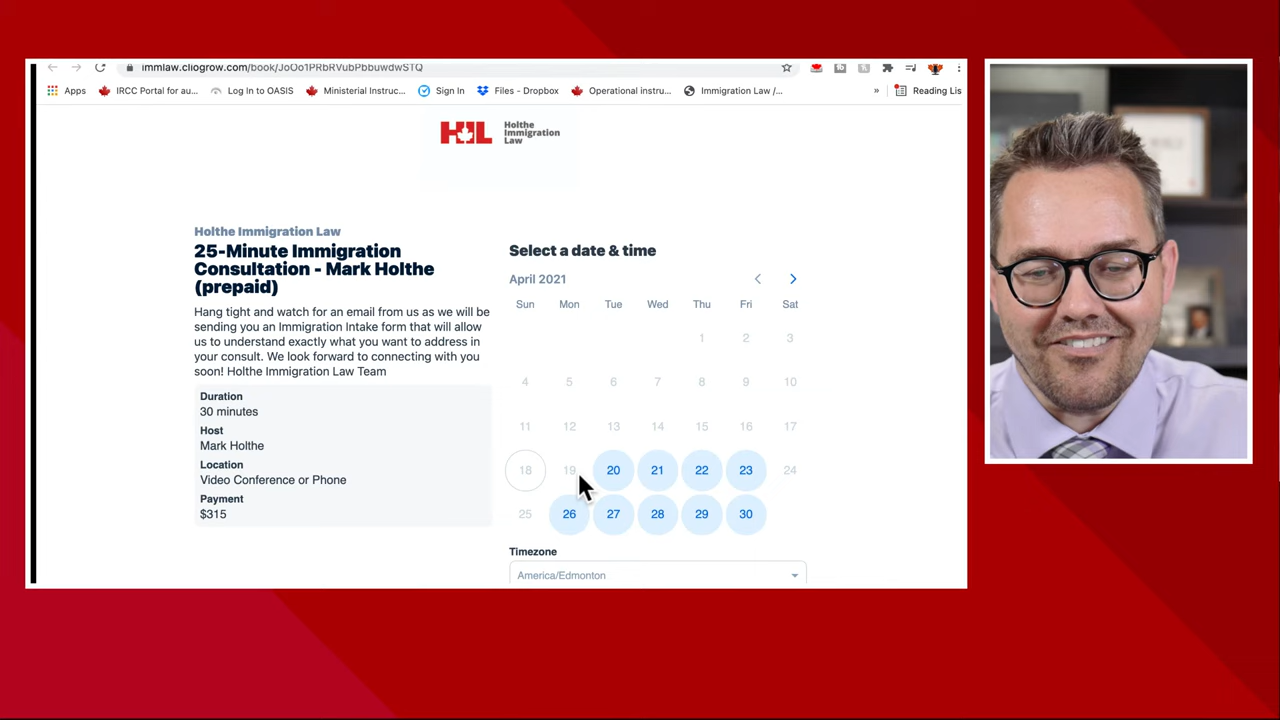 immlaw.cliogrow.com/book/JoOo1PRbRVubPbbuwdwSTQ
Apps IRCC Portal for au... Log In to OASIS Ministerial Instruc... Sign In Files - Dropbox Operational instru... Immigration Law /... » Reading Lis
HIL Holthe
Immigration
Law
Holthe Immigration Law
25-Minute Immigration
Consultation - Mark Holthe
(prepaid)
Hang tight and watch for an email from us as we will be
sending you an Immigration Intake form that will allow
us to understand exactly what you want to address in
your consult. We look forward to connecting with you
soon! Holthe Immigration Law Team
Duration
30 minutes
Host
Mark Holthe
Location
Video Conference or Phone
Payment
$315
Select a date & time
April 2021
Sun Mon Tue Wed Thu Fri Sat
1 2 3
4 5 6 7 8 9 10
11 12 13 14 15 16 17
18 19 20 21 22 23 24
25 26 27 28 29 30
Timezone
America/Edmonton